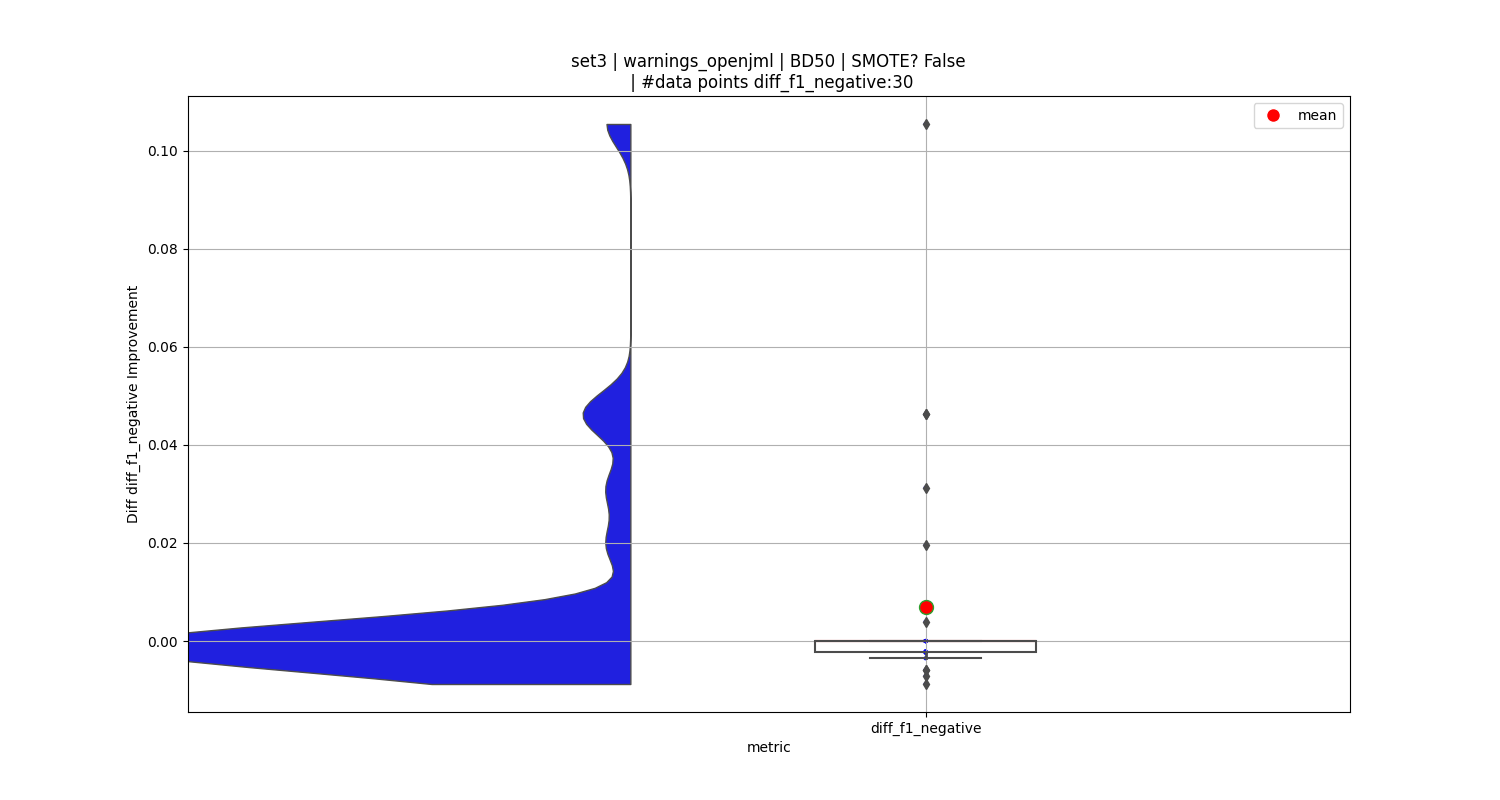 set3 | warnings_openjml | BD50 | SMOTE? False
| #data points diff_f1_negative:30
mean
0.10
0.08
0.06
0.04
0.02
0.00
Diff diff_f1_negative Improvement
diff_f1_negative
metric